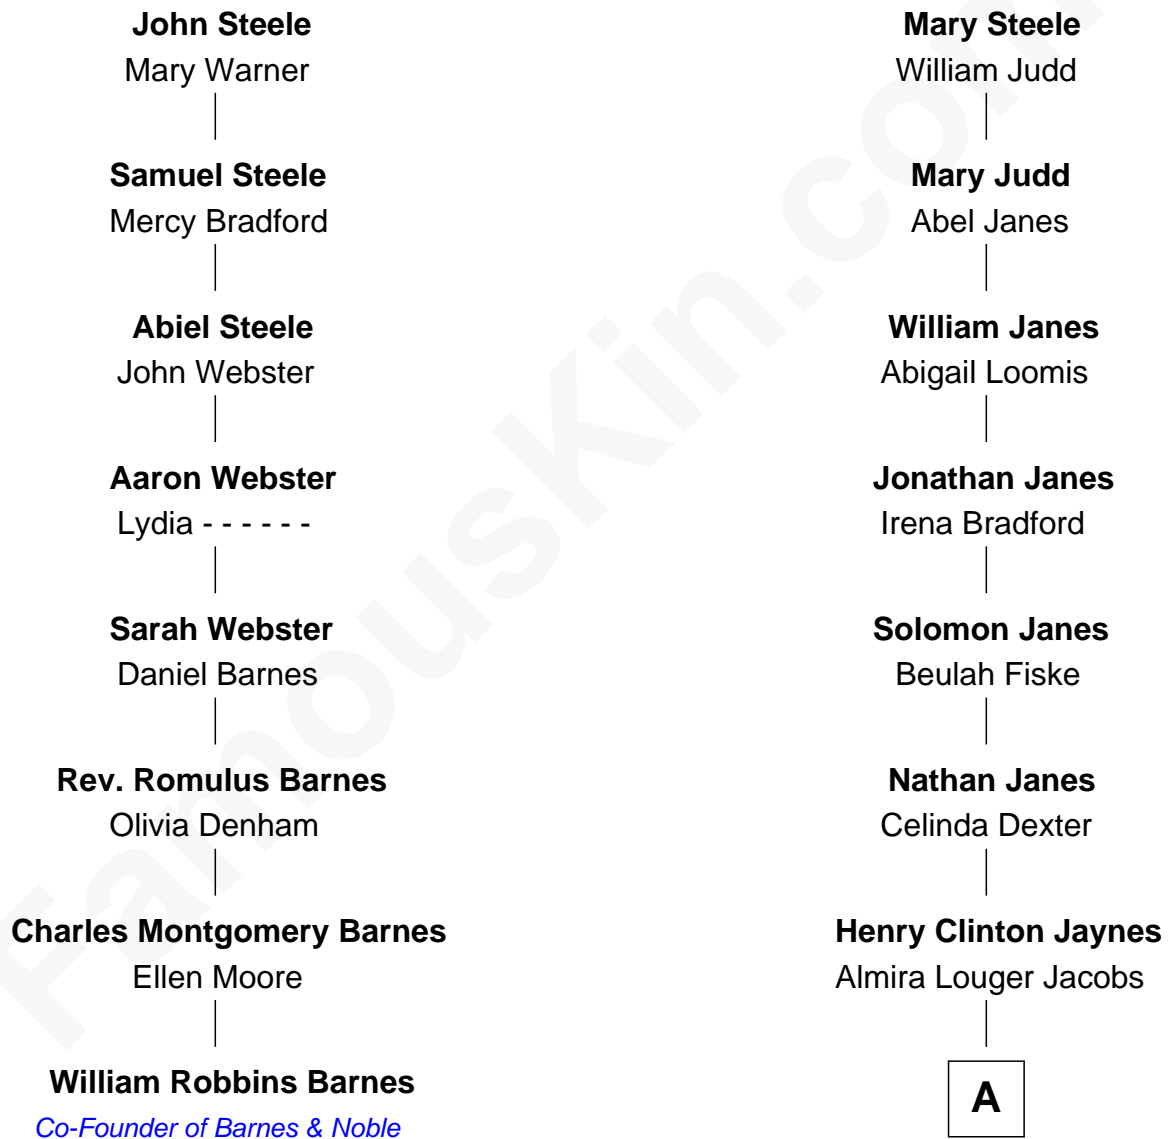 John Steele
Mary Warner
Samuel Steele
Mercy Bradford
Abiel Steele
John Webster
Aaron Webster
Lydia - - - - - -
Sarah Webster
Daniel Barnes
Rev. Romulus Barnes
Olivia Denham
Charles Montgomery Barnes
Ellen Moore
William Robbins Barnes
Co-Founder of Barnes & Noble
Mary Steele
William Judd
Mary Judd
Abel Janes
William Janes
Abigail Loomis
Jonathan Janes
Irena Bradford
Solomon Janes
Beulah Fiske
Nathan Janes
Celinda Dexter
Henry Clinton Jaynes
Almira Louger Jacobs
A
FamousKin.com